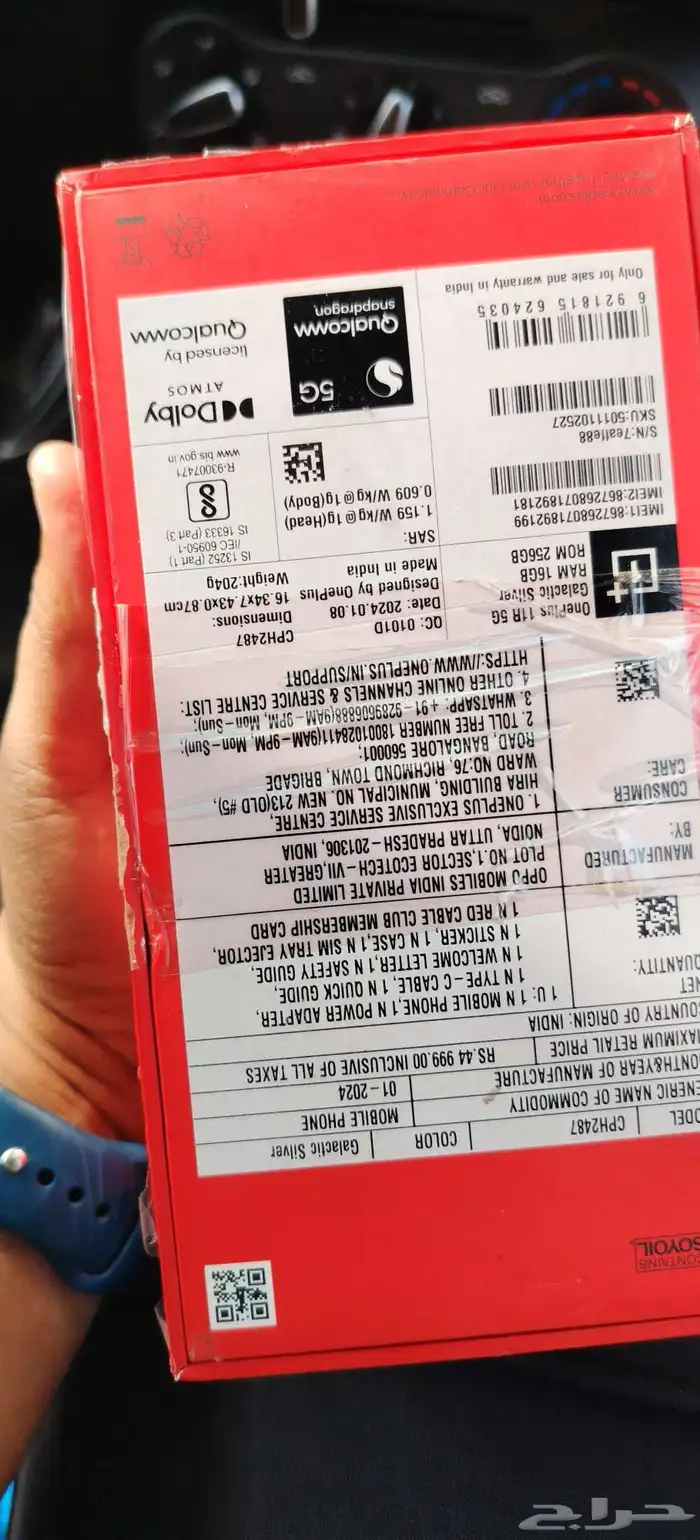 MODEL
CPH2487
COLOR
Galactic Silver
GENERIC NAME OF COMMODITY
MOBILE PHONE
MONTH&YEAR OF MANUFACTURE
01-2024
MAXIMUM RETAIL PRICE
RS.44 999.00 INCLUSIVE OF ALL TAXES
COUNTRY OF ORIGIN: INDIA
NET
QUANTITY:
1 U: 1 N MOBILE PHONE,1 N POWER ADAPTER,
1 N TYPE-C CABLE, 1 N QUICK GUIDE,
1 N WELCOME LETTER,1 N SAFETY GUIDE,
1 N STICKER, 1 N CASE,1 N SIM TRAY EJECTOR,
1 N RED CABLE CLUB MEMBERSHIP CARD
MANUFACTURED
BY:
OPPO MOBILES INDIA PRIVATE LIMITED
PLOT NO.1,SECTOR ECOTECH-VII,GREATER
NOIDA, UTTAR PRADESH-201306, INDIA
CONSUMER
CARE:
1. ONEPLUS EXCLUSIVE SERVICE CENTRE,
HIRA BUILDING, MUNICIPAL NO. NEW 213(OLD #5),
WARD NO:76, RICHMOND TOWN, BRIGADE
ROAD, BANGALORE 560001;
2. TOLL FREE NUMBER 18001028411(9AM-9PM, Mon-Sun);
3. WHATSAPP: +91-9289606888(9AM-9PM, Mon-Sun);
4. OTHER ONLINE CHANNELS & SERVICE CENTRE LIST:
HTTPS://WWW.ONEPLUS.IN/SUPPORT
OnePlus 11R 5G
Galactic Silver
RAM 16GB
ROM 256GB
QC: 0101D
Date: 2024.01.08
Designed by OnePlus
Made in India
CPH2487
Dimensions:
16.34x7.43x0.87cm
Weight:204g
IMEI1:867268071892199
IMEI2:867268071892181
S/N:7eaffe88
SKU:5011102527
6 921815 624035
Only for sale and warranty in India
SAR:
1.159 W/kg@1g(Head)
0.609 W/kg@1g(Body)
IS 13252 (Part 1)
/IEC 60950-1
IS 16333 (Part 3)
R-93007471
www.bis.gov.in
5G
Qualcomm
snapdragon
Dolby
ATMOS
licensed by
Qualcomm
www.oneplus.com
Created Together with Our Community.
CONTAINS
SOYOIL
حراج